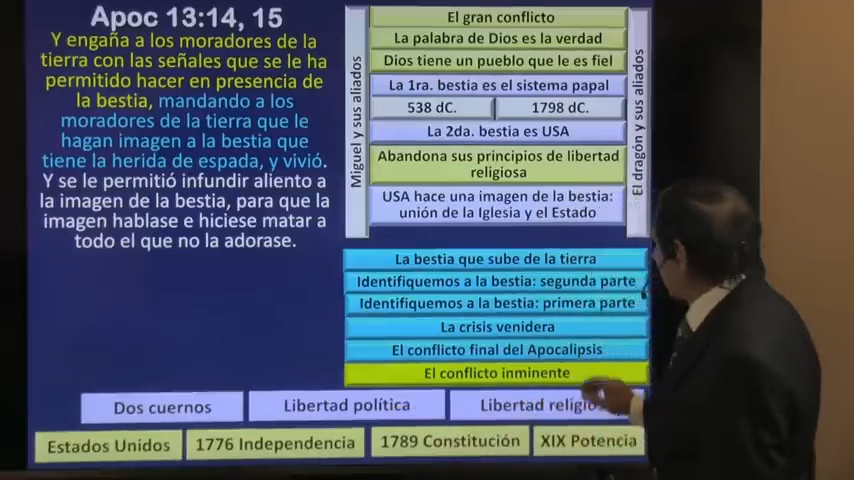 Apoc 13:14, 15
Y engaña a los moradores de la
tierra con las señales que se le ha
permitido hacer en presencia de
la bestia, mandando a los
moradores de la tierra que le
hagan imagen a la bestia que
tiene la herida de espada, y vivió.
Y se le permitió infundir aliento a
la imagen de la bestia, para que la
imagen hablase e hiciese matar a
todo el que no la adorase.
Miguel y sus aliados
El gran conflicto
La palabra de Dios es la verdad
Dios tiene un pueblo que le es fiel
La 1ra. bestia es el sistema papal
538 dC.
1798 dC.
La 2da. bestia es USA
Abandona sus principios de libertad
religiosa
USA hace una imagen de la bestia:
unión de la Iglesia y el Estado
El dragón y sus aliados
La bestia que sube de la tierra
Identifiquemos a la bestia: segunda parte
Identifiquemos a la bestia: primera parte
La crisis venidera
El conflicto final del Apocalipsis
El conflicto inminente
Dos cuernos
Libertad política
Libertad
Estados Unidos
1776 Independencia
1789 Constitución
XIX Potencia